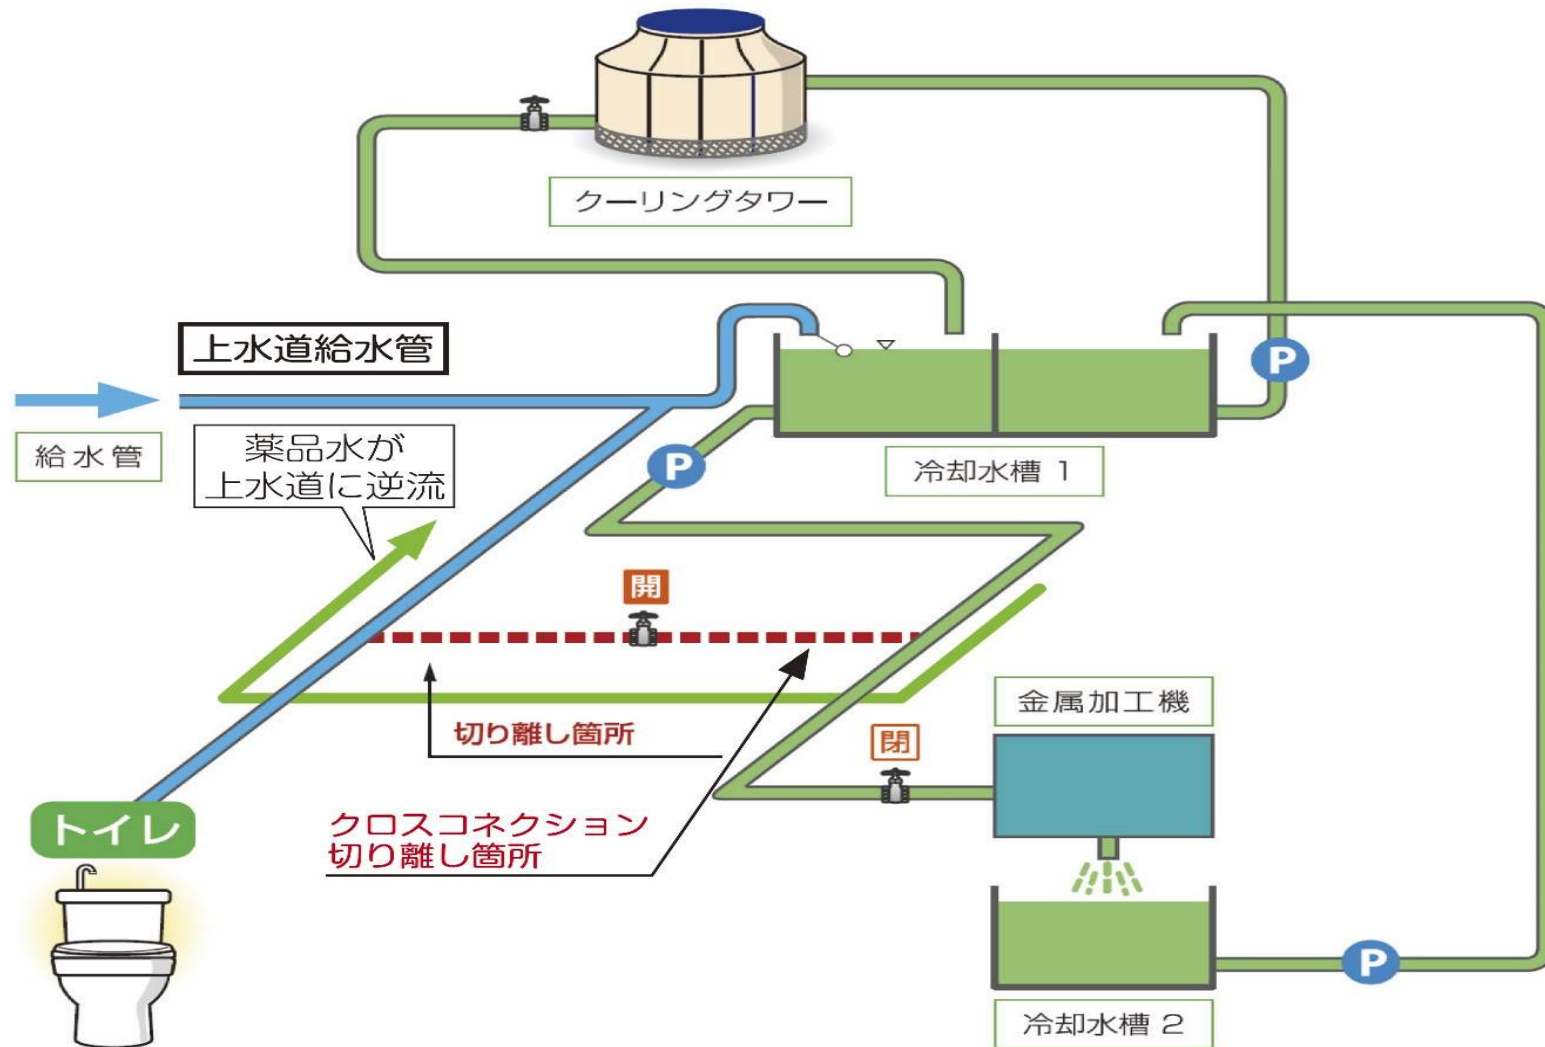 クーリングタワー
上水道給水管
給水管
薬品水が
上水道に逆流
P
冷却水槽 1
P
開
切り離し箇所
クロスコネクション
切り離し箇所
閉
金属加工機
トイレ
P
冷却水槽 2